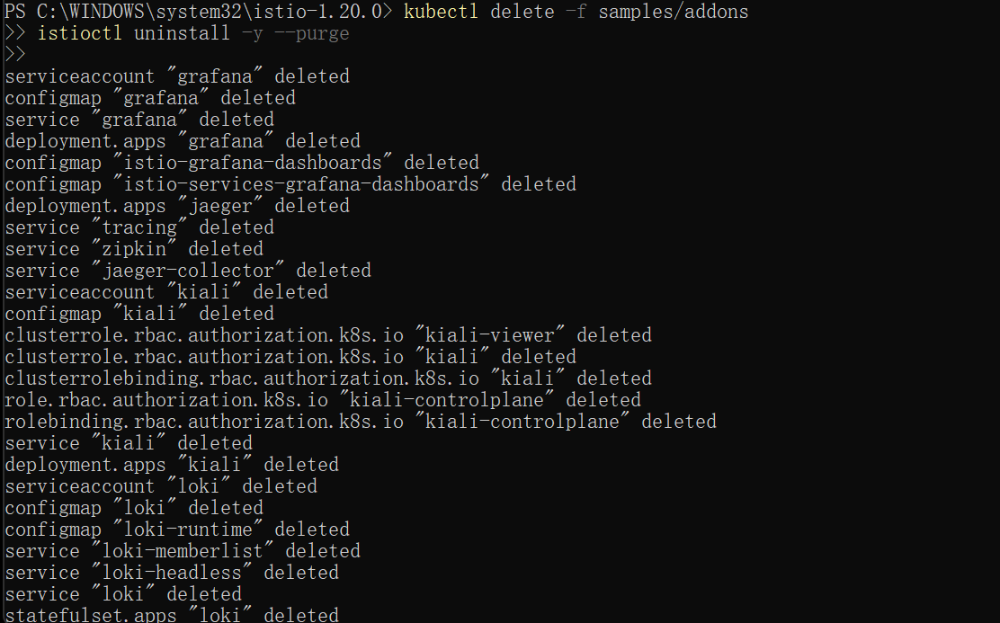 PS C:\WINDOWS\system32\istio-1.20.0> kubectl delete -f samples/addons
>> istioctl uninstall -y --purge
>>
serviceaccount "grafana" deleted
configmap "grafana" deleted
service "grafana" deleted
deployment.apps "grafana" deleted
configmap "istio-grafana-dashboards" deleted
configmap "istio-services-grafana-dashboards" deleted
deployment.apps "jaeger" deleted
service "tracing" deleted
service "zipkin" deleted
service "jaeger-collector" deleted
serviceaccount "kiali" deleted
configmap "kiali" deleted
clusterrole.rbac.authorization.k8s.io "kiali-viewer" deleted
clusterrole.rbac.authorization.k8s.io "kiali" deleted
clusterrolebinding.rbac.authorization.k8s.io "kiali" deleted
role.rbac.authorization.k8s.io "kiali-controlplane" deleted
rolebinding.rbac.authorization.k8s.io "kiali-controlplane" deleted
service "kiali" deleted
deployment.apps "kiali" deleted
serviceaccount "loki" deleted
configmap "loki" deleted
configmap "loki-runtime" deleted
service "loki-memberlist" deleted
service "loki-headless" deleted
service "loki" deleted
statefulset.apps "loki" deleted